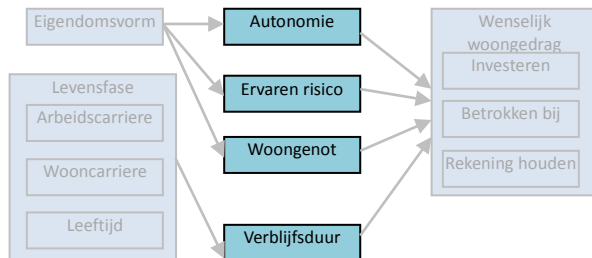 Eigendomsvorm
Levensfase
Arbeidscarriere
Wooncarriere
Leeftijd
Autonomie
Ervaren risico
Woongenot
Verblijfsduur
Wenselijk
woongedrag
Investeren
Betrokken bij
Rekening houden